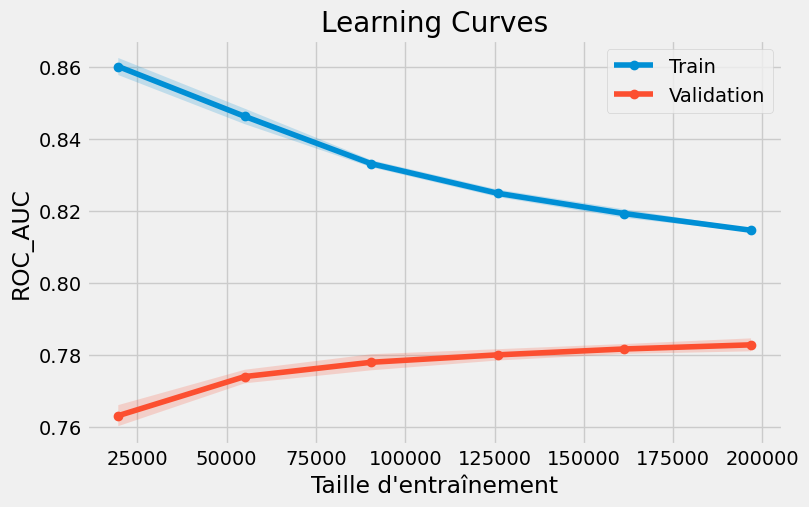 Learning Curves
Train
Validation
ROC_AUC
0.86
0.84
0.82
0.80
0.78
0.76
25000 50000 75000 100000 125000 150000 175000 200000
Taille d'entraînement